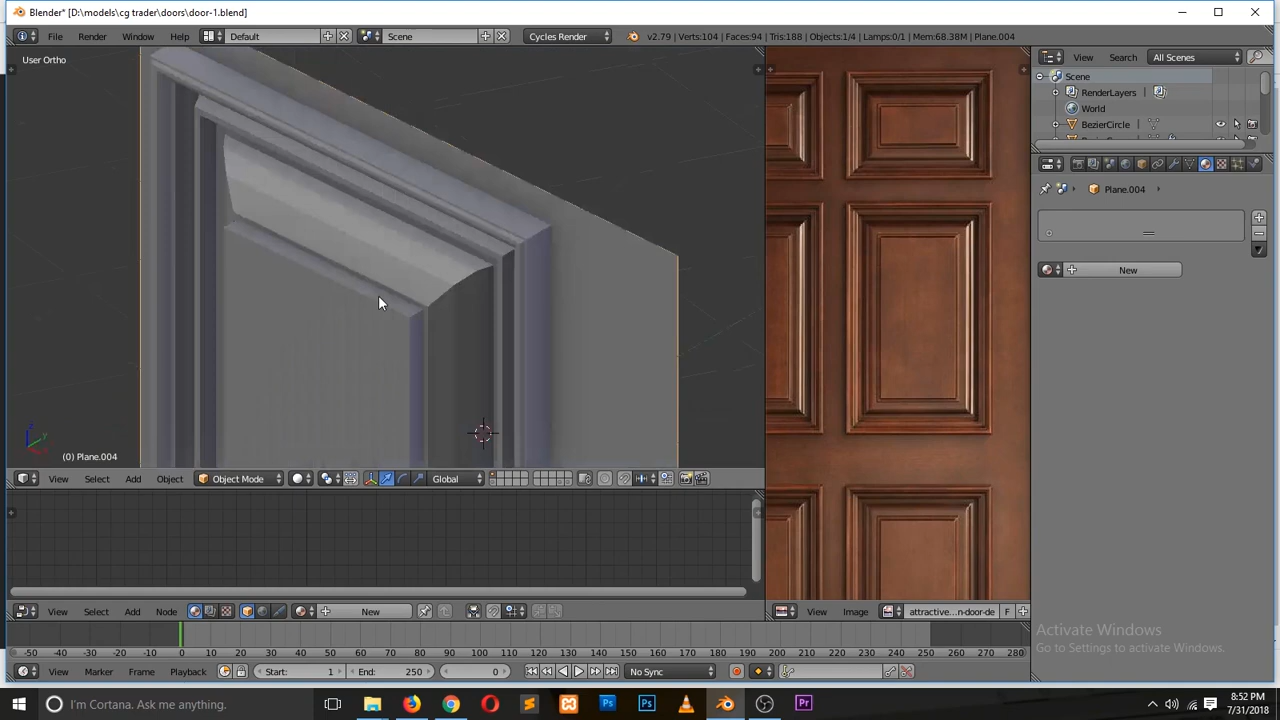 Blender* [D:\models\cg trader\doors\door-1.blend]
File Render Window Help Default Scene Cycles Render v2.79 | Verts:104 | Faces:94 | Tris:188 | Objects:1/4 | Lamps:0/1 | Mem:68.38M | Plane.004
User Ortho
View Search All Scenes
Scene
RenderLayers
World
BezierCircle
Plane.004
New
(0) Plane.004
View Select Add Object Object Mode Global
View Select Add Node New
View Image attractive...n-door-de F
-50 -40 -30 -20 -10 0 10 20 30 40 50 60 70 80 90 100 110 120 130 140 150 160 170 180 190 200 210 220 230 240 250 260 270 280
View Marker Frame Playback Start: 1 End: 250 0 No Sync
Activate Windows
Go to Settings to activate Windows.
I'm Cortana. Ask me anything.
8:52 PM
7/31/2018